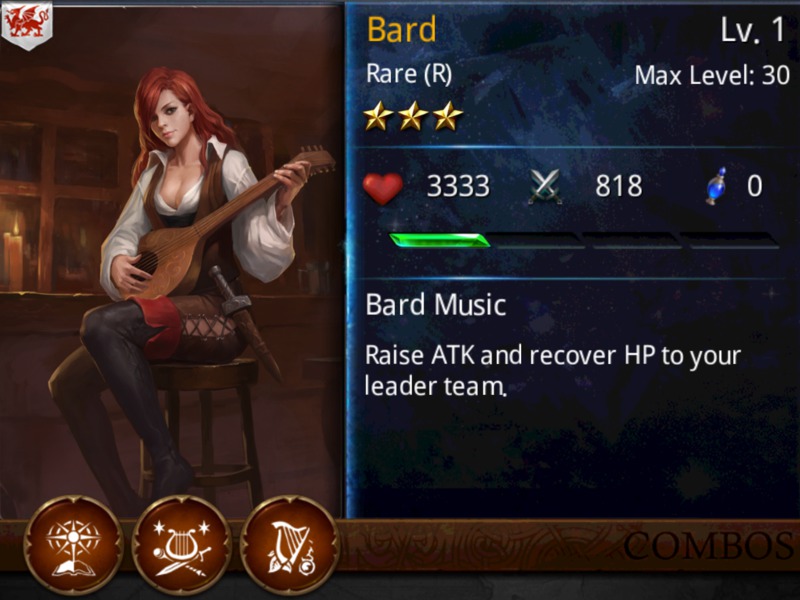 Bard
Lv. 1
Rare (R)
Max Level: 30
3333
818
0
Bard Music
Raise ATK and recover HP to your
leader team.
COMBOS